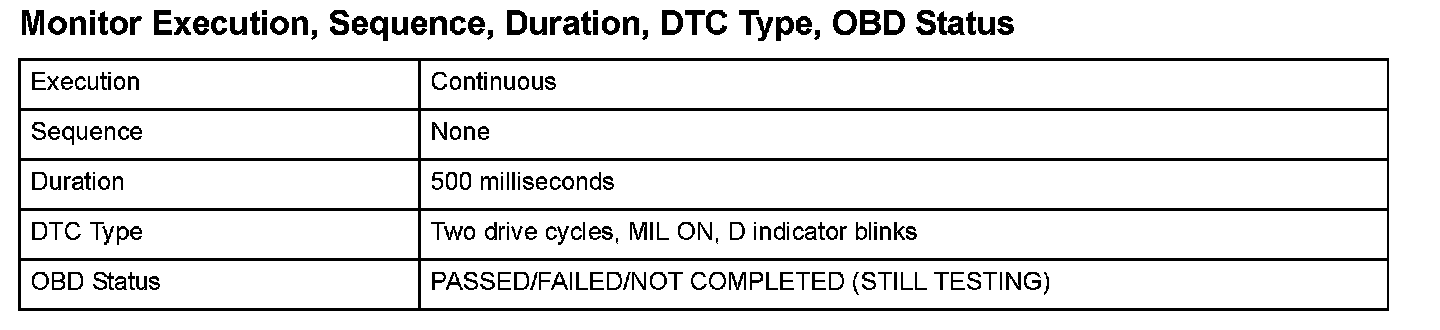 Monitor Execution, Sequence, Duration, DTC Type, OBD Status
Execution Continuous
Sequence None
Duration 500 milliseconds
DTC Type Two drive cycles, MIL ON, D indicator blinks
OBD Status PASSED/FAILED/NOT COMPLETED (STILL TESTING)